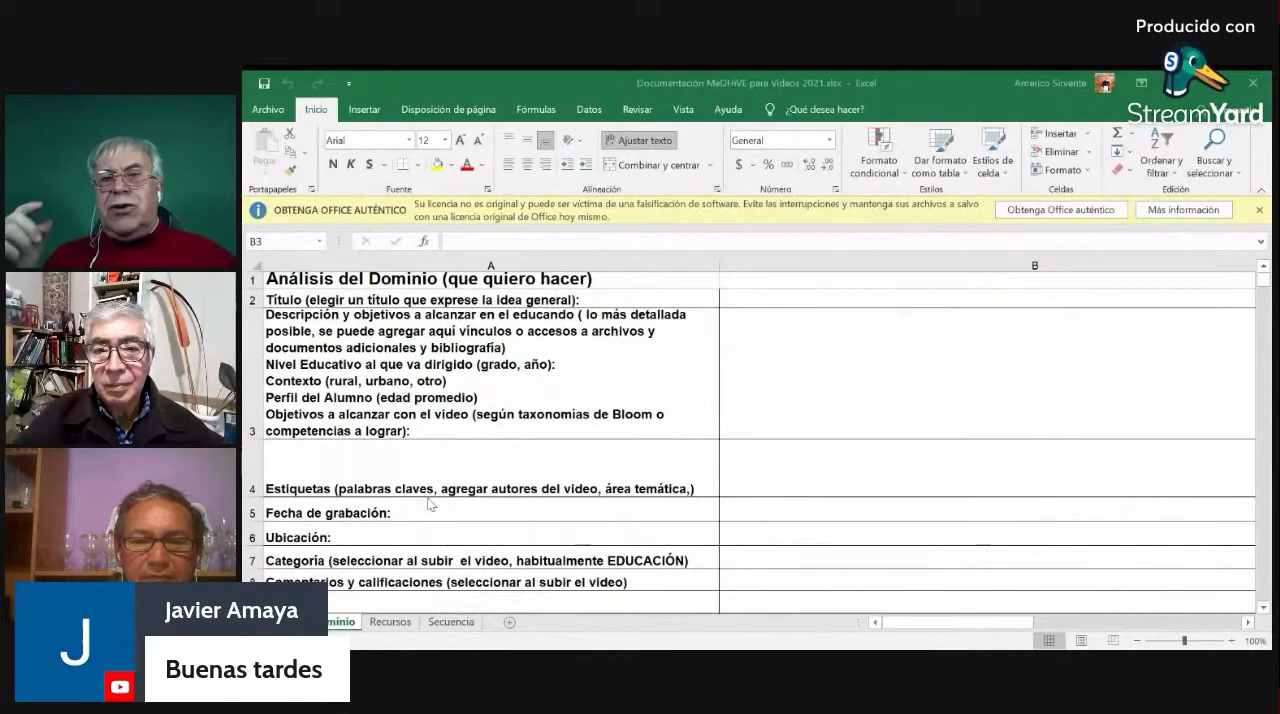 Producido con
StreamYard
Documentación MeDHiVE para Videos 2021.xlsx - Excel
Americo Sirvente
Archivo Inicio Insertar Disposición de página Fórmulas Datos Revisar Vista Ayuda ¿Qué desea hacer?
Pegar
Arial 12
N K S
Ajustar texto
Combinar y centrar
General
Formato condicional
Dar formato como tabla
Estilos de celda
Insertar
Eliminar
Formato
Ordenar y filtrar
Buscar y seleccionar
Portapapeles Fuente Alineación Número Estilos Celdas Edición
OBTENGA OFFICE AUTÉNTICO Su licencia no es original y puede ser víctima de una falsificación de software. Evite las interrupciones y mantenga sus archivos a salvo
con una licencia original de Office hoy mismo.
Obtenga Office auténtico Más información
B3 fx
A B
1 Análisis del Dominio (que quiero hacer)
2 Título (elegir un título que exprese la idea general):
Descripción y objetivos a alcanzar en el educando ( lo más detallada
posible, se puede agregar aquí vínculos o accesos a archivos y
documentos adicionales y bibliografía)
Nivel Educativo al que va dirigido (grado, año):
Contexto (rural, urbano, otro)
Perfil del Alumno (edad promedio)
Objetivos a alcanzar con el video (según taxonomías de Bloom o
3 competencias a lograr):
4 Estiquetas (palabras claves, agregar autores del video, área temática,)
5 Fecha de grabación:
6 Ubicación:
7 Categoría (seleccionar al subir el video, habitualmente EDUCACIÓN)
Comentarios y calificaciones (seleccionar al subir el video)
minio Recursos Secuencia
100%
J
Javier Amaya
Buenas tardes